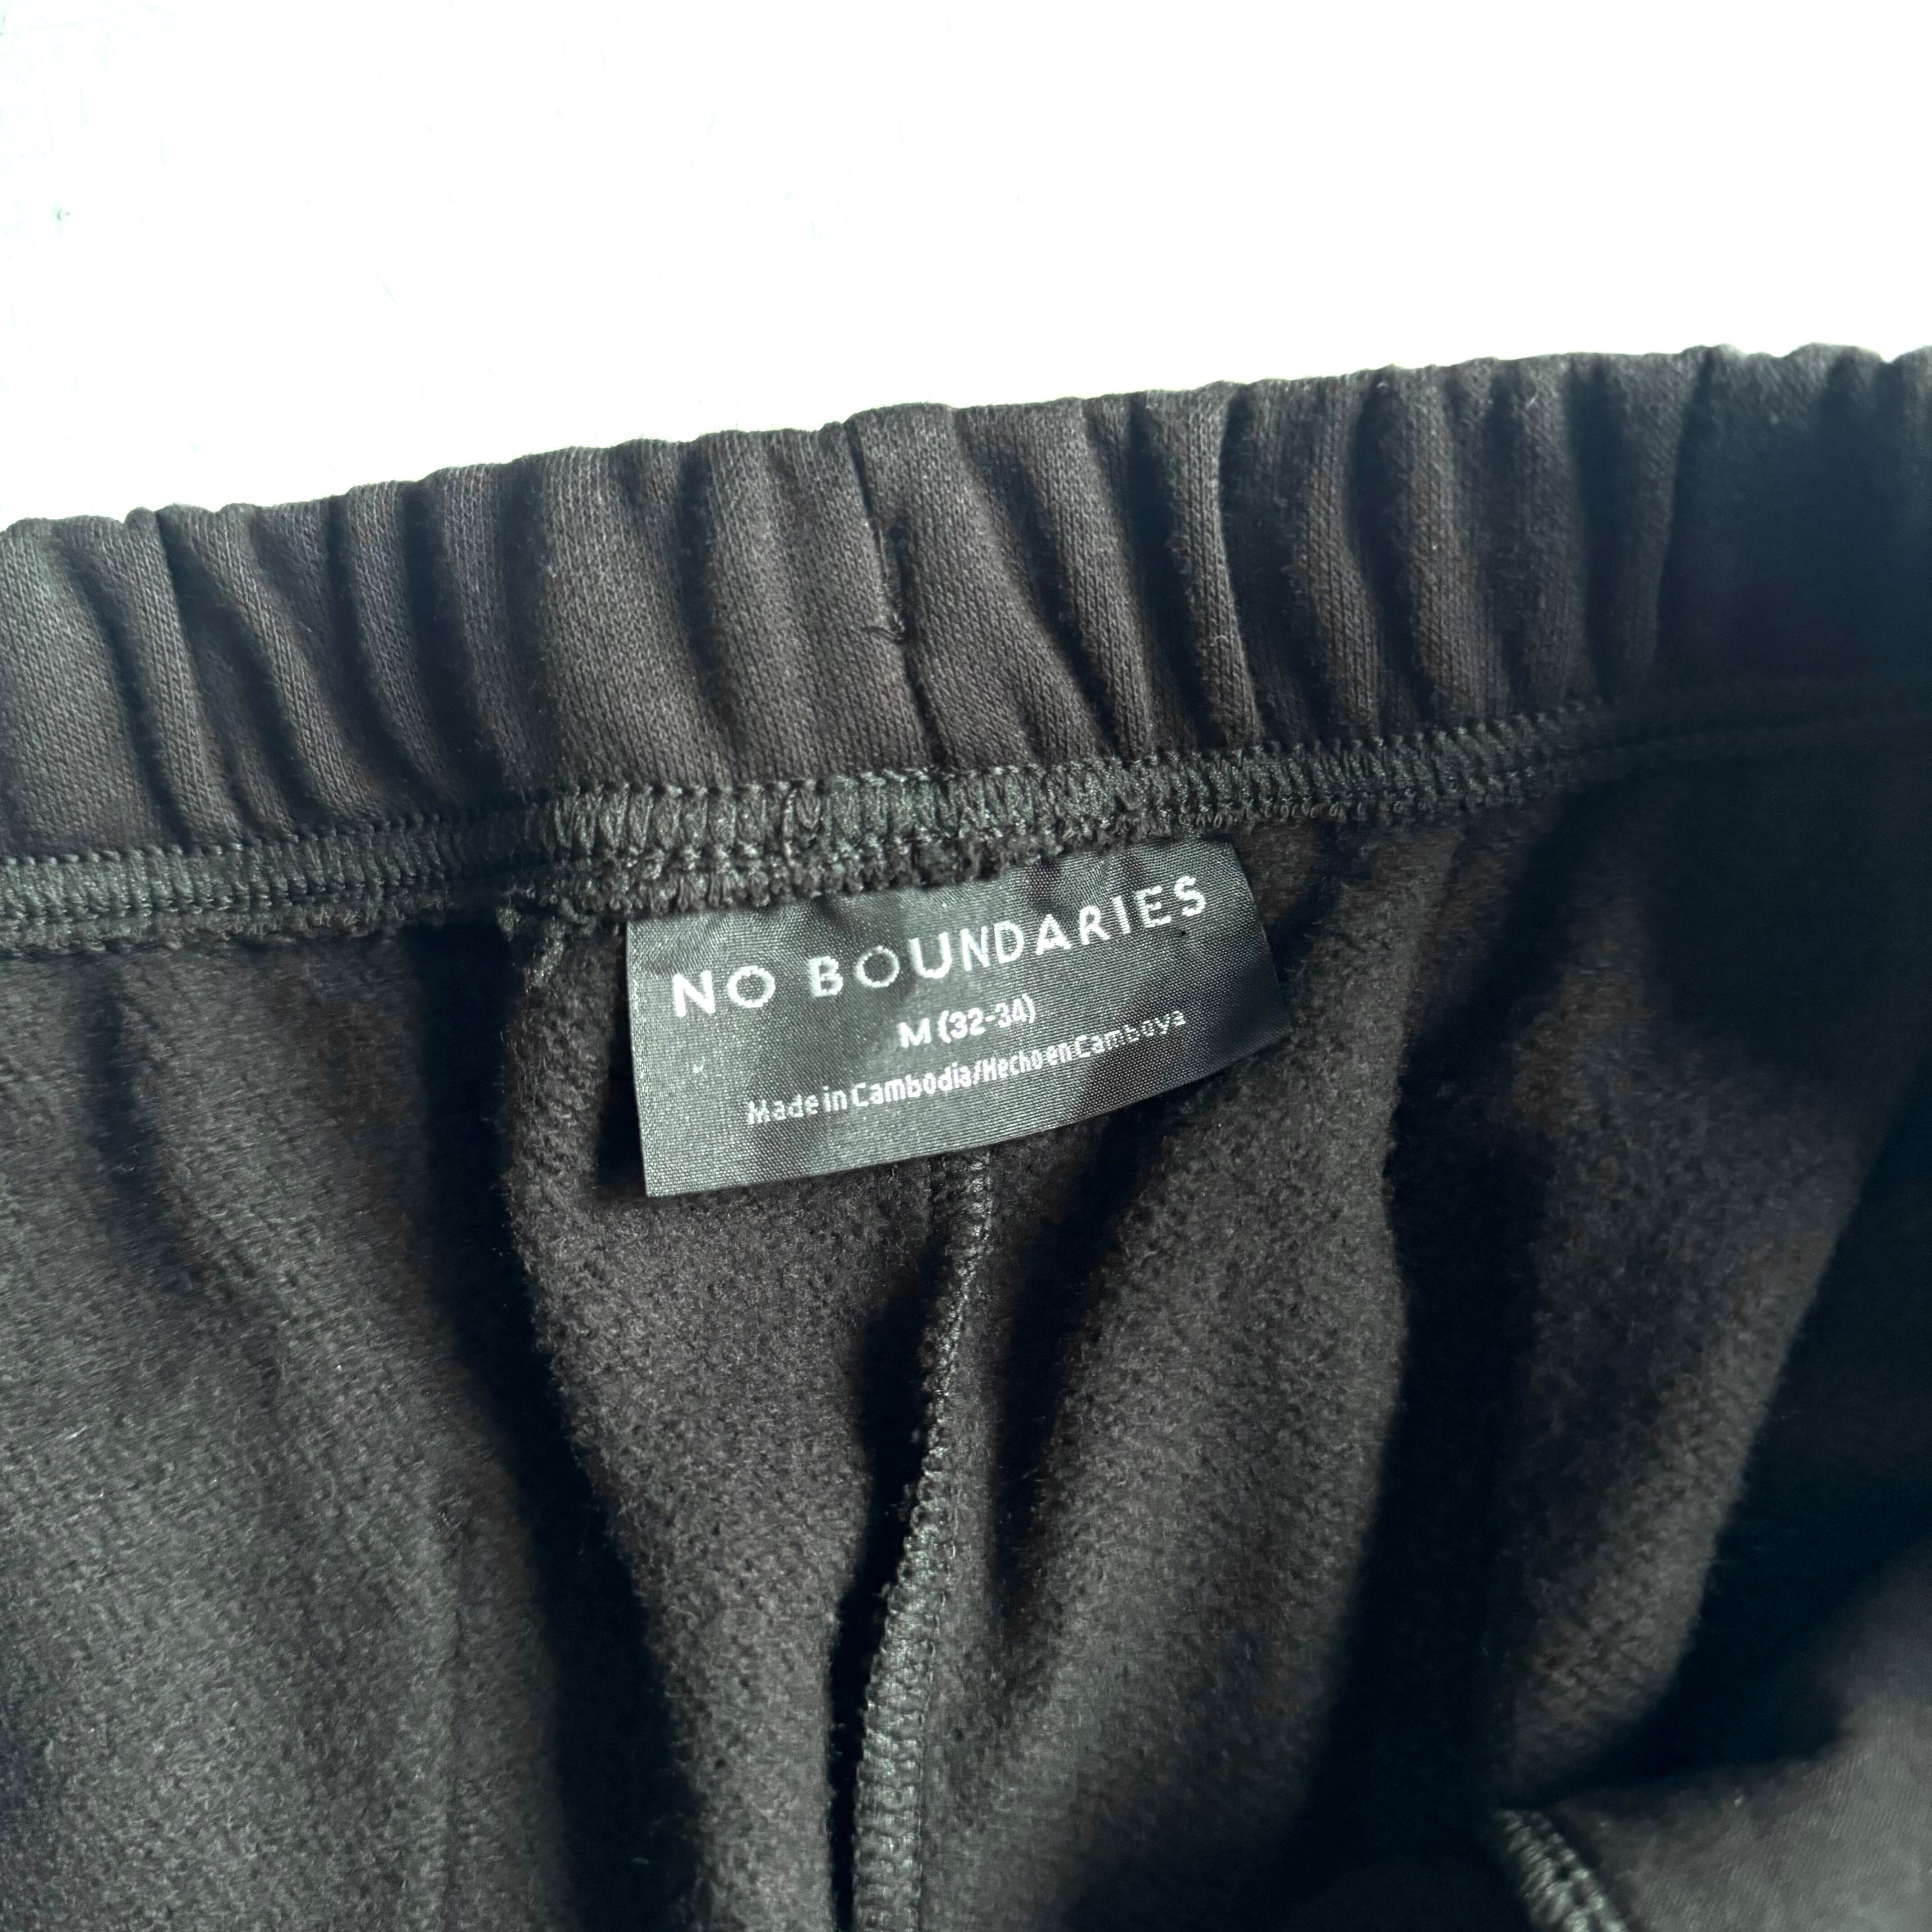 NO BOUNDARIES
M (32-34)
Made in Cambodia/Hecho en Camboya